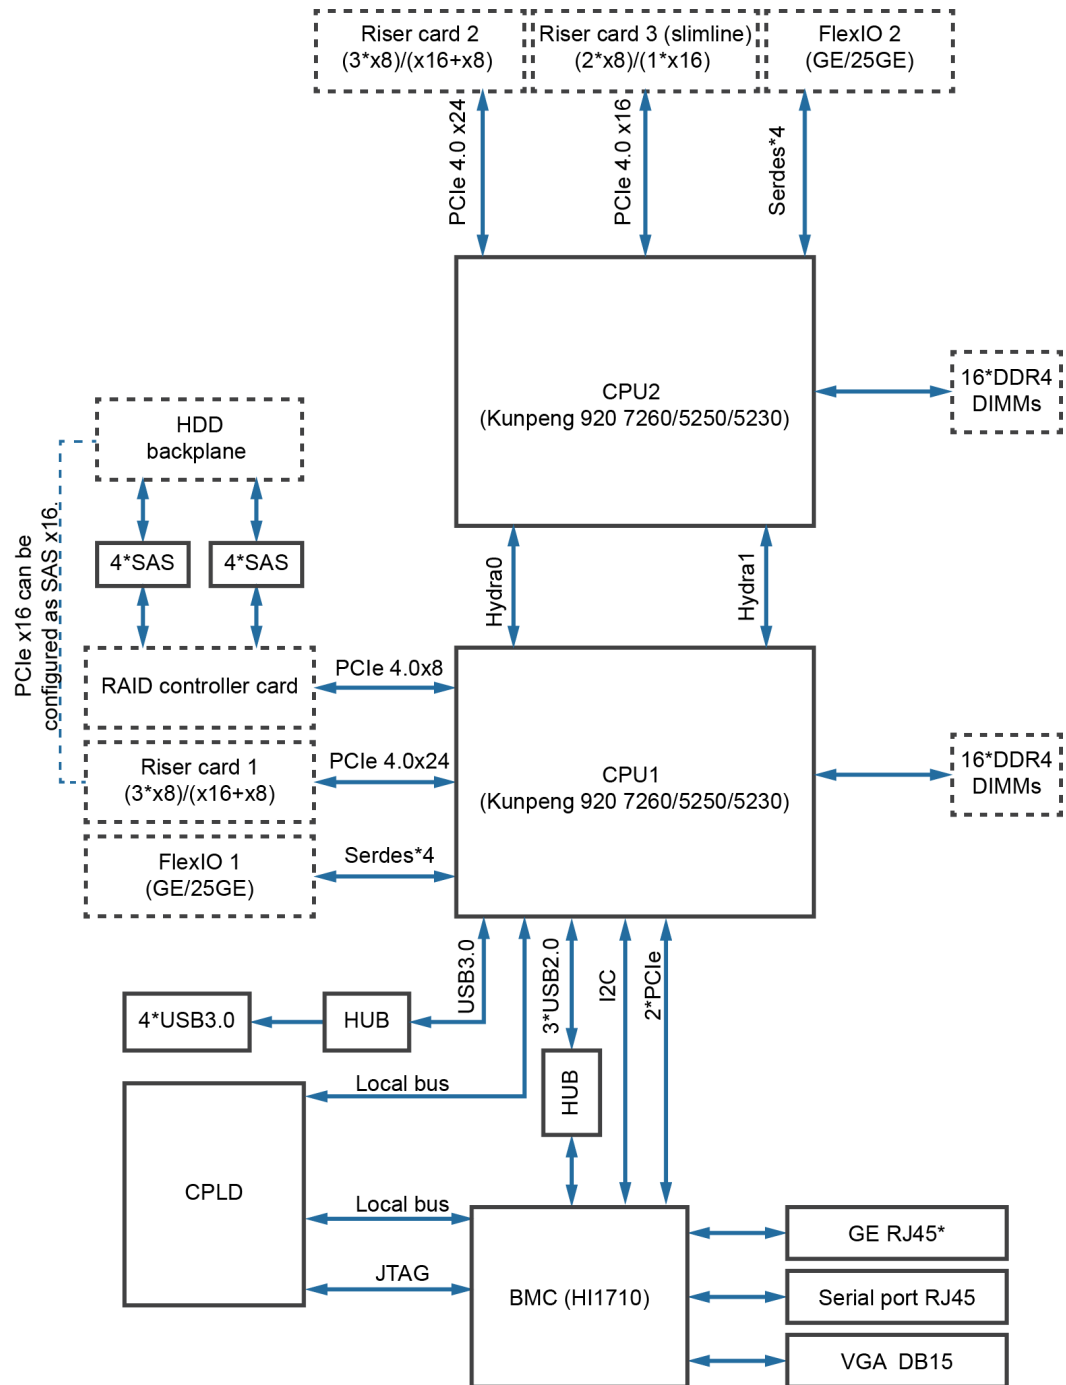 Riser card 2
(3*x8)/(x16+x8)
Riser card 3 (slimline)
(2*x8)/(1*x16)
FlexIO 2
(GE/25GE)
PCIe 4.0 x24
PCIe 4.0 x16
Serdes*4
CPU2
(Kunpeng 920 7260/5250/5230)
16*DDR4
DIMMs
HDD
backplane
4*SAS
4*SAS
PCIe x16 can be
configured as SAS x16.
Hydra0
Hydra1
RAID controller card
PCIe 4.0x8
Riser card 1
(3*x8)/(x16+x8)
PCIe 4.0x24
FlexIO 1
(GE/25GE)
Serdes*4
CPU1
(Kunpeng 920 7260/5250/5230)
16*DDR4
DIMMs
USB3.0
3*USB2.0
I2C
2*PCIe
4*USB3.0
HUB
HUB
Local bus
CPLD
Local bus
JTAG
BMC (HI1710)
GE RJ45*
Serial port RJ45
VGA  DB15